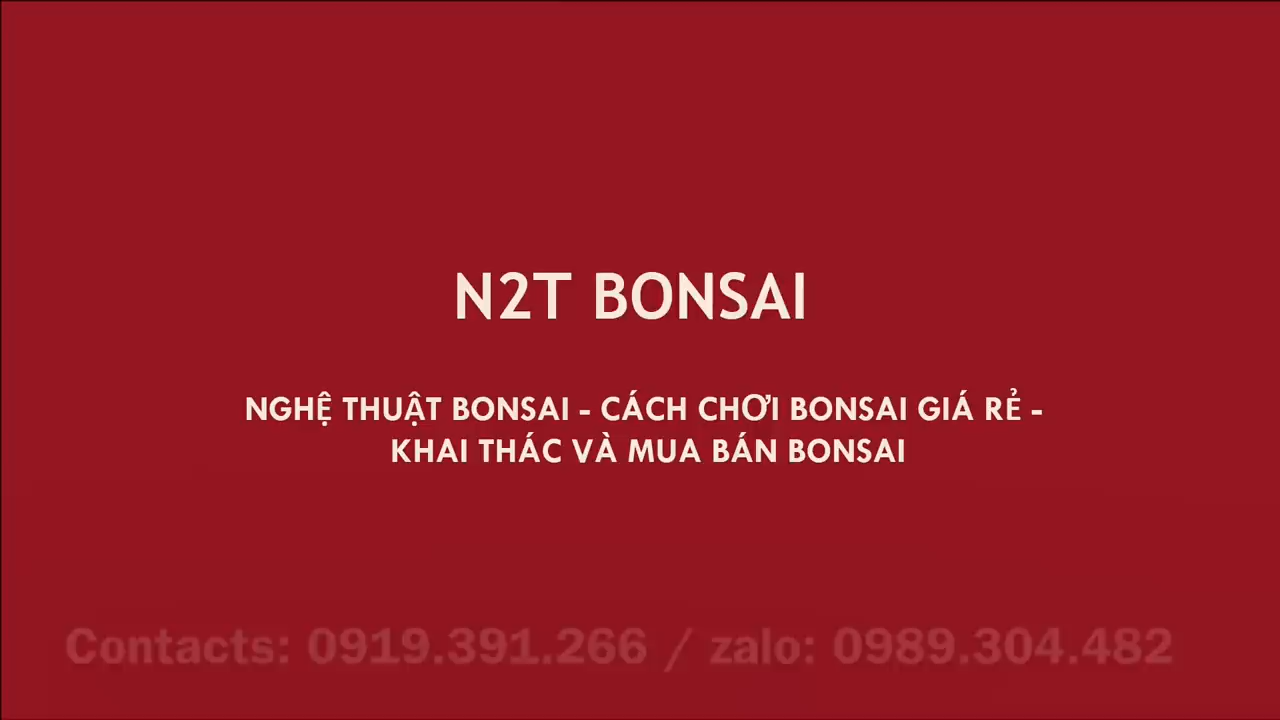 N2T BONSAI
NGHỆ THUẬT BONSAI - CÁCH CHƠI BONSAI GIÁ RẺ -
KHAI THÁC VÀ MUA BÁN BONSAI
Contacts: 0919.391.266 / zalo: 0989.304.482